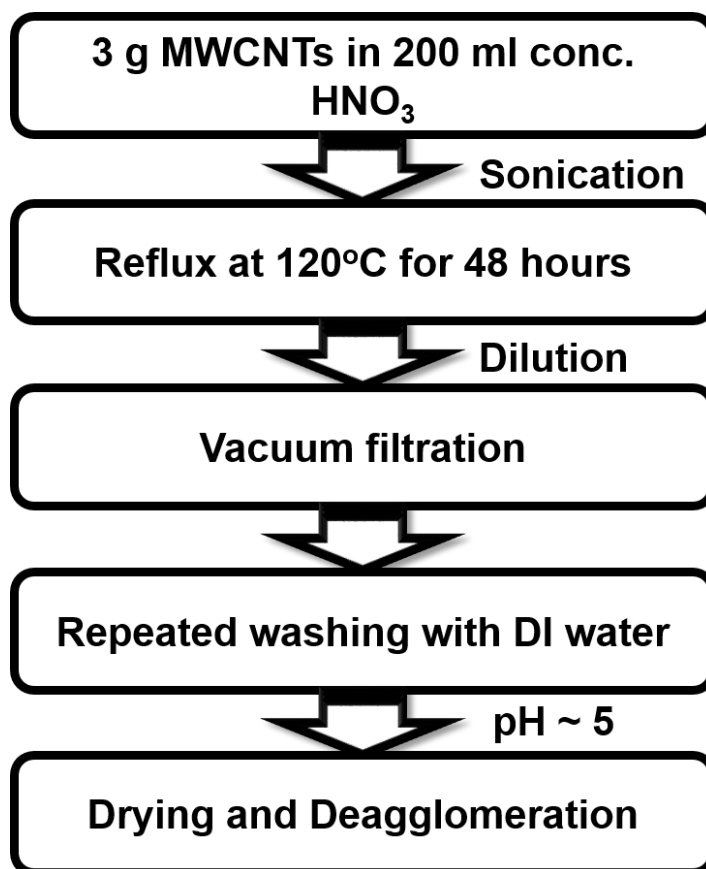 3 g MWCNTs in 200 ml conc.
HNO₃
Sonication
Reflux at 120°C for 48 hours
Dilution
Vacuum filtration
Repeated washing with DI water
pH ~ 5
Drying and Deagglomeration